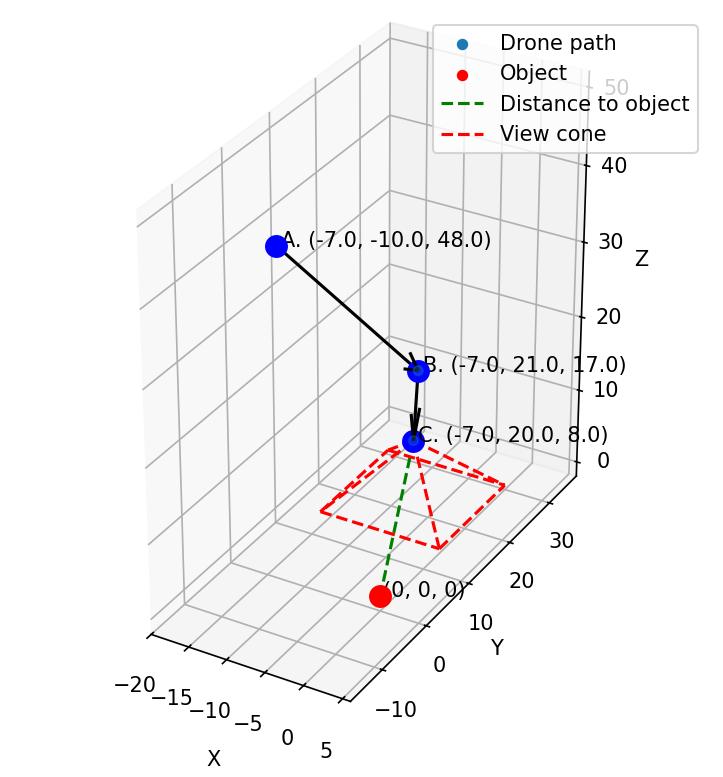 Drone path
Object
Distance to object
View cone
50
40
30
20
10
0
Z
A. (-7.0, -10.0, 48.0)
B. (-7.0, 21.0, 17.0)
C. (-7.0, 20.0, 8.0)
(0, 0, 0)
30
20
10
0
−10
Y
−20
−15
−10
−5
0
5
X